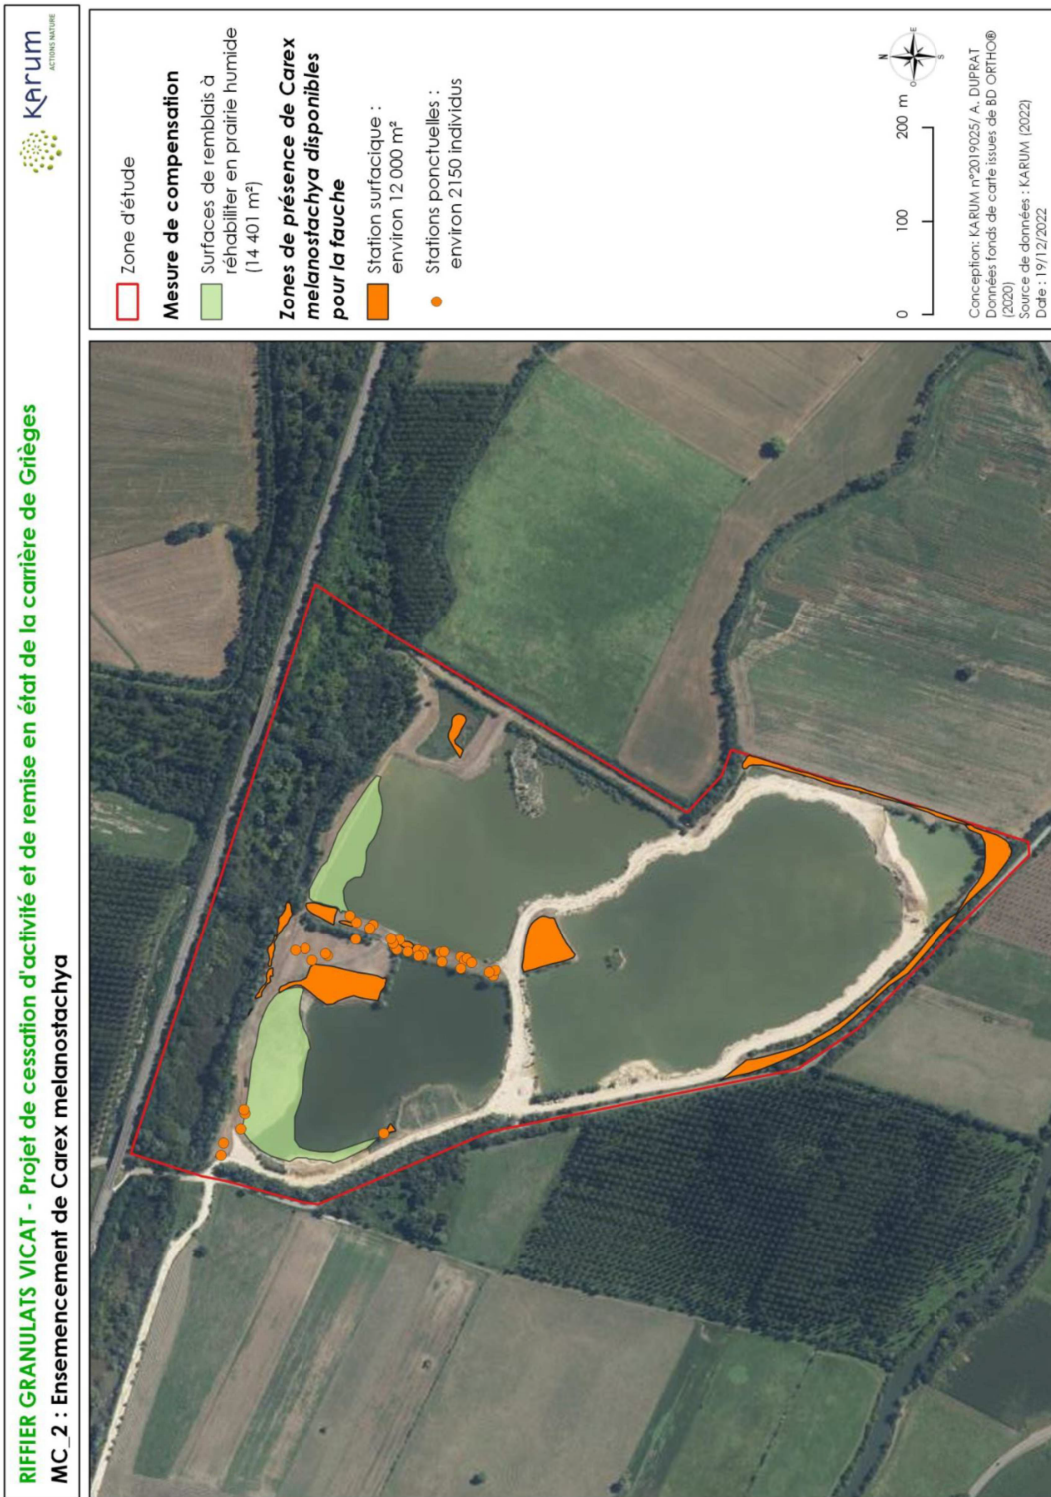 RIFFIER GRANULATS VICAT - Projet de cessation d'activité et de remise en état de la carrière de Grièges
MC_2 : Ensemencement de Carex melanostachya
Karum
ACTIONS NATURE
Zone d'étude
Mesure de compensation
Surfaces de remblais à
réhabiliter en prairie humide
(14 401 m²)
Zones de présence de Carex
melanostachya disponibles
pour la fauche
Station surfacique :
environ 12 000 m²
Stations ponctuelles :
environ 2150 individus
0 100 200 m
N
O E
S
Conception: KARUM n°2019025/ A. DUPRAT
Données fonds de carte issues de BD ORTHO®
(2020)
Source de données : KARUM (2022)
Date : 19/12/2022